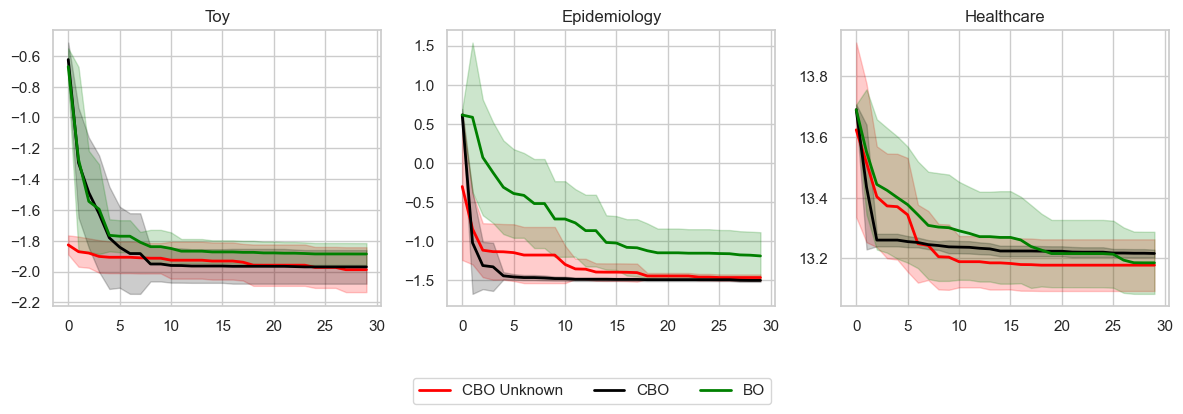 Toy
Epidemiology
Healthcare
−0.6
−0.8
−1.0
−1.2
−1.4
−1.6
−1.8
−2.0
−2.2
0 5 10 15 20 25 30
1.5
1.0
0.5
0.0
−0.5
−1.0
−1.5
0 5 10 15 20 25 30
13.8
13.6
13.4
13.2
0 5 10 15 20 25 30
CBO Unknown CBO BO